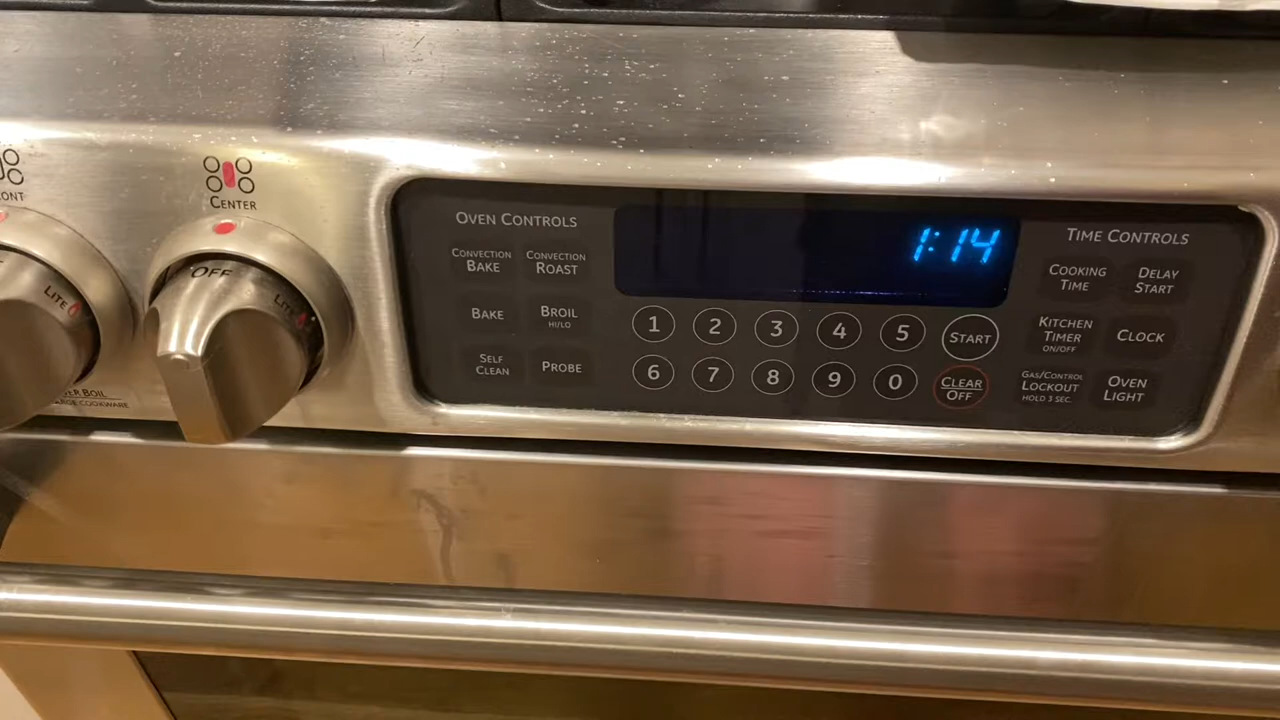 CENTER
OFF
LITE
LITE
OVEN CONTROLS
CONVECTION
BAKE
CONVECTION
ROAST
BAKE
BROIL
HI/LO
SELF
CLEAN
PROBE
1:14
1 2 3 4 5
START
6 7 8 9 0
CLEAR
OFF
TIME CONTROLS
COOKING
TIME
DELAY
START
KITCHEN
TIMER
ON/OFF
CLOCK
GAS/CONTROL
LOCKOUT
HOLD 3 SEC.
OVEN
LIGHT
BOIL
COOKWARE